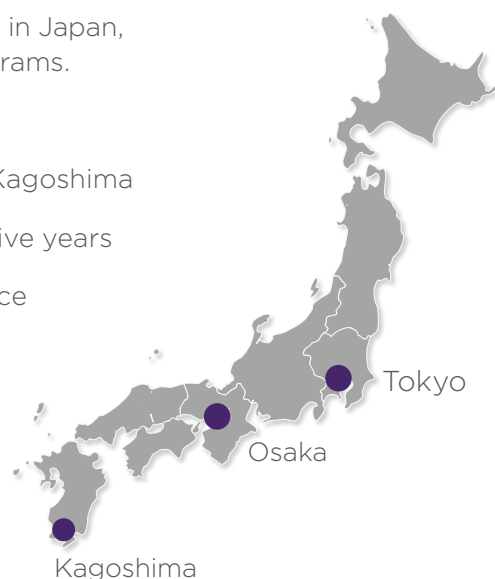 in Japan,
rams.
Kagoshima
ive years
ce
Tokyo
Osaka
Kagoshima